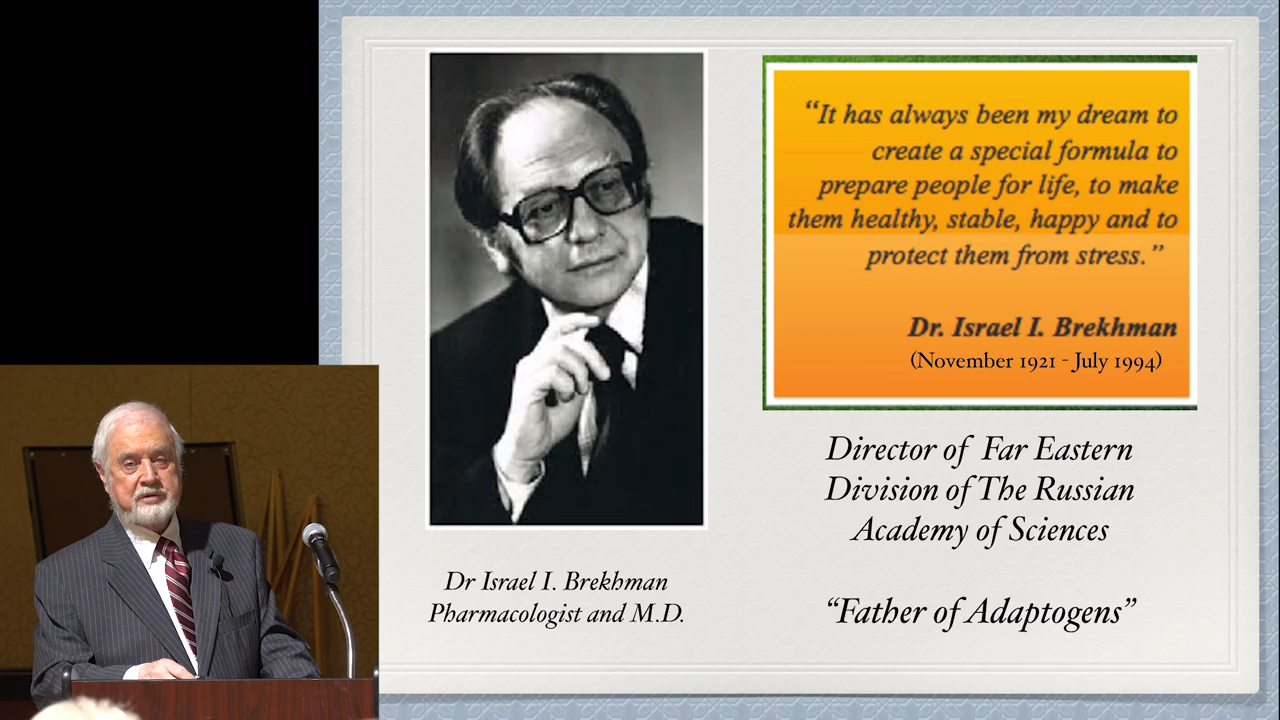 “It has always been my dream to
create a special formula to
prepare people for life, to make
them healthy, stable, happy and to
protect them from stress.”
Dr. Israel I. Brekhman
(November 1921 - July 1994)
Director of Far Eastern
Division of The Russian
Academy of Sciences
“Father of Adaptogens”
Dr Israel I. Brekhman
Pharmacologist and M.D.